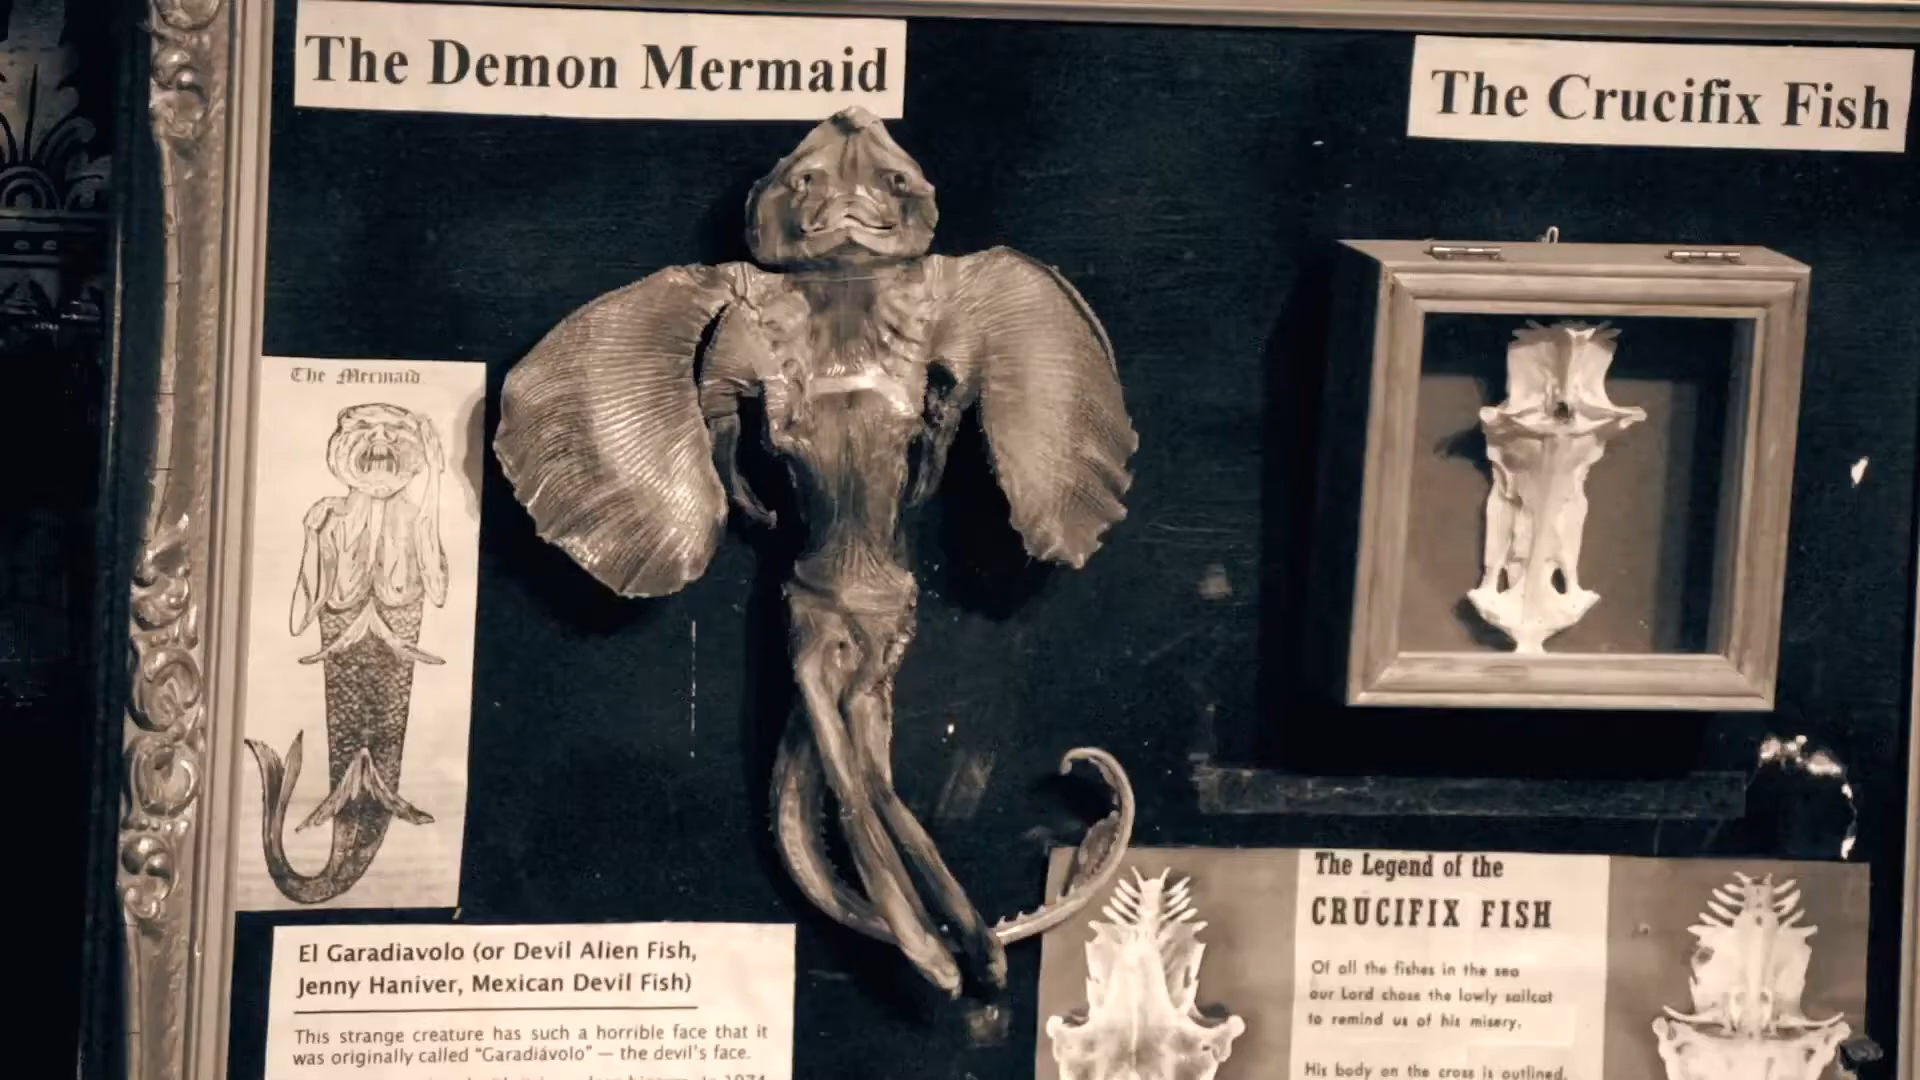 The Demon Mermaid
The Crucifix Fish
The Mermaid.
El Garadiavolo (or Devil Alien Fish,
Jenny Haniver, Mexican Devil Fish)
This strange creature has such a horrible face that it
was originally called "Garadiávolo" — the devil's face.
The Legend of the
CRUCIFIX FISH
Of all the fishes in the sea
our Lord chose the lowly sailcat
to remind us of his misery.
His body on the cross is outlined.